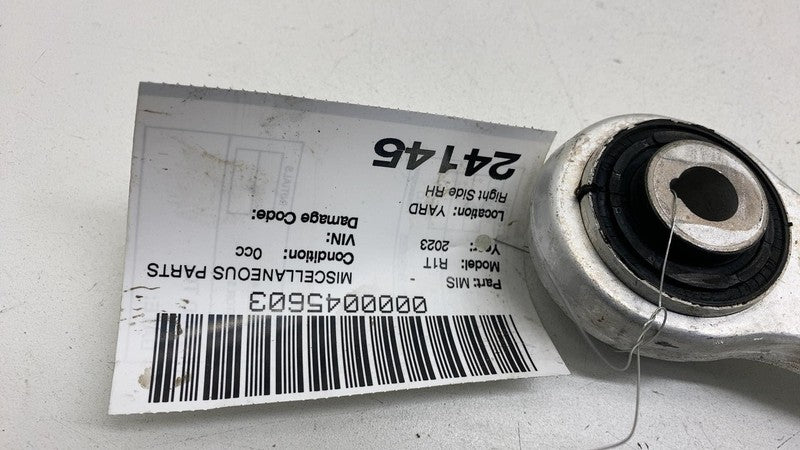 0000045603
Part: MIS MISCELLANEOUS PARTS
Model: R1T Condition: 0cc
Year: 2023 VIN:
Location: YARD Damage Code:
Right Side RH
24145